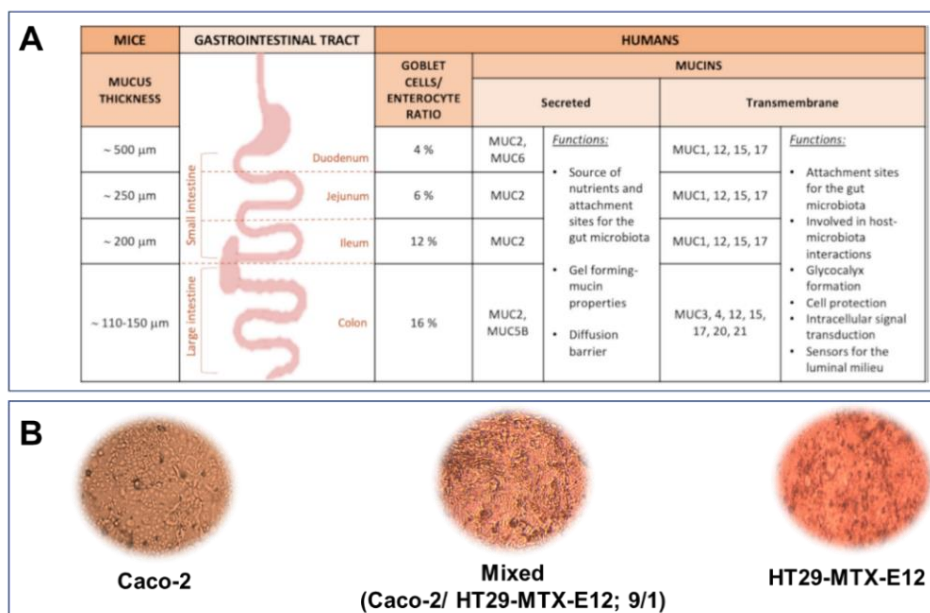 A
MICE
GASTROINTESTINAL TRACT
HUMANS
MUCUS
THICKNESS
GOBLET
CELLS/
ENTEROCYTE
RATIO
MUCINS
Secreted
Transmembrane
~ 500 µm
Duodenum
4 %
MUC2,
MUC6
Functions:
MUC1, 12, 15, 17
Functions:
~ 250 µm
Small intestine
Jejunum
6 %
MUC2
MUC1, 12, 15, 17
~ 200 µm
Ileum
12 %
MUC2
MUC1, 12, 15, 17
~ 110-150 µm
Large intestine
Colon
16 %
MUC2,
MUC5B
MUC3, 4, 12, 15,
17, 20, 21
• Source of
nutrients and
attachment
sites for the
gut microbiota
• Gel forming-
mucin
properties
• Diffusion
barrier
• Attachment sites
for the gut
microbiota
• Involved in host-
microbiota
interactions
• Glycocalyx
formation
• Cell protection
• Intracellular signal
transduction
• Sensors for the
luminal milieu
B
Caco-2
Mixed
(Caco-2/ HT29-MTX-E12; 9/1)
HT29-MTX-E12